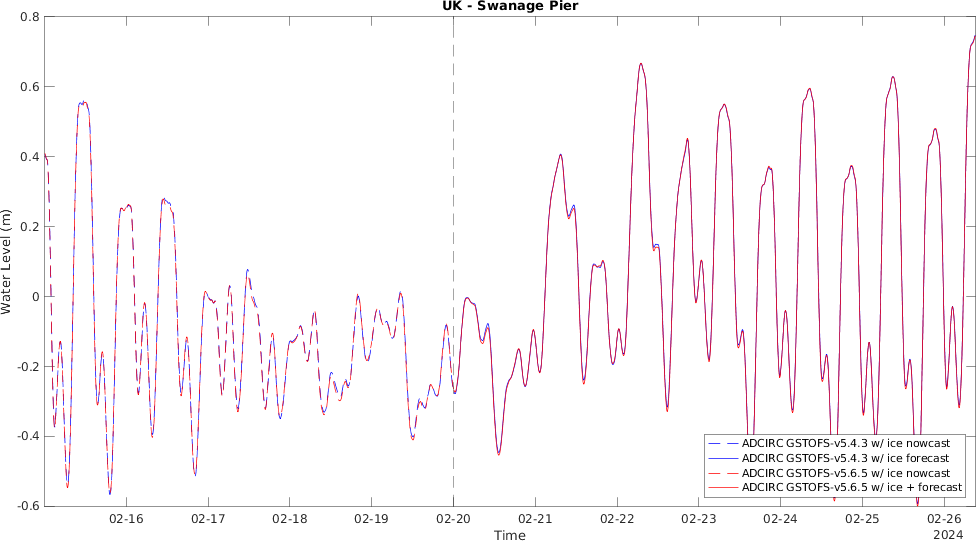 UK - Swanage Pier
0.8
0.6
0.4
0.2
0
-0.2
-0.4
-0.6
Water Level (m)
02-16 02-17 02-18 02-19 02-20 02-21 02-22 02-23 02-24 02-25 02-26
Time
2024
ADCIRC GSTOFS-v5.4.3 w/ ice nowcast
ADCIRC GSTOFS-v5.4.3 w/ ice forecast
ADCIRC GSTOFS-v5.6.5 w/ ice nowcast
ADCIRC GSTOFS-v5.6.5 w/ ice + forecast